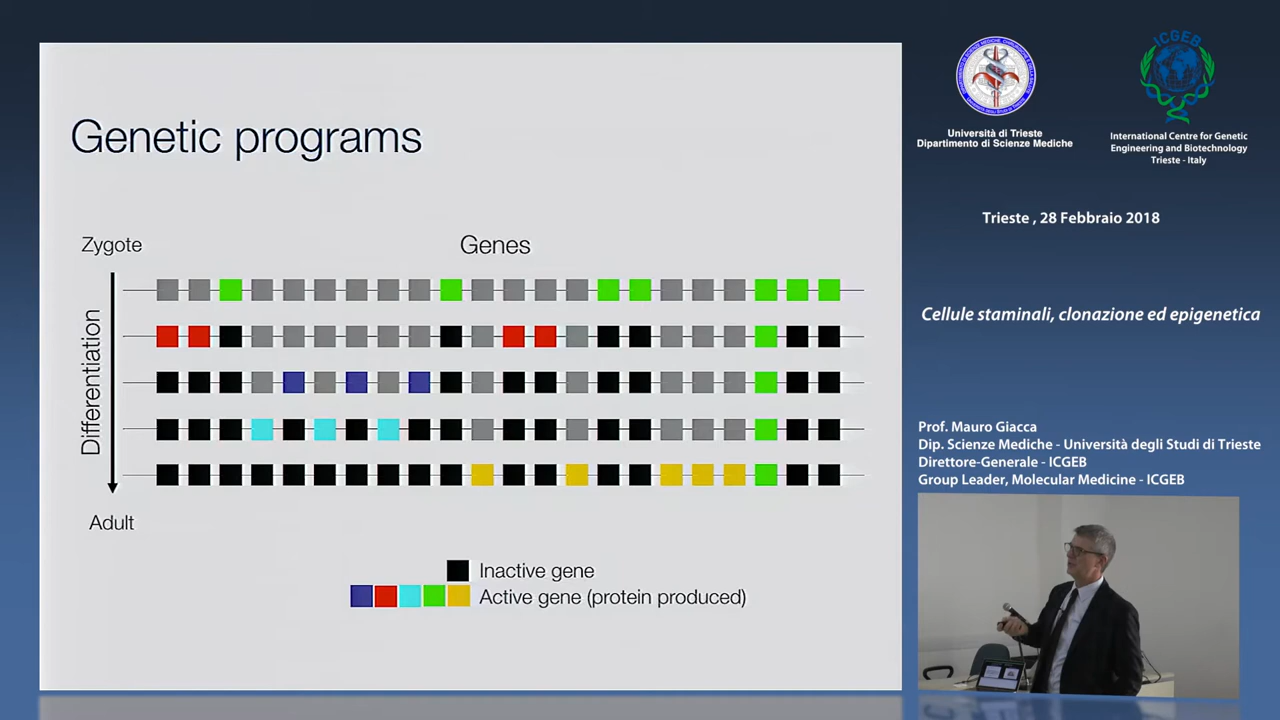 Genetic programs
Zygote
Genes
Differentiation
Adult
Inactive gene
Active gene (protein produced)
Università di Trieste
Dipartimento di Scienze Mediche
ICGEB
International Centre for Genetic
Engineering and Biotechnology
Trieste - Italy
Trieste , 28 Febbraio 2018
Cellule staminali, clonazione ed epigenetica
Prof. Mauro Giacca
Dip. Scienze Mediche - Università degli Studi di Trieste
Direttore-Generale - ICGEB
Group Leader, Molecular Medicine - ICGEB